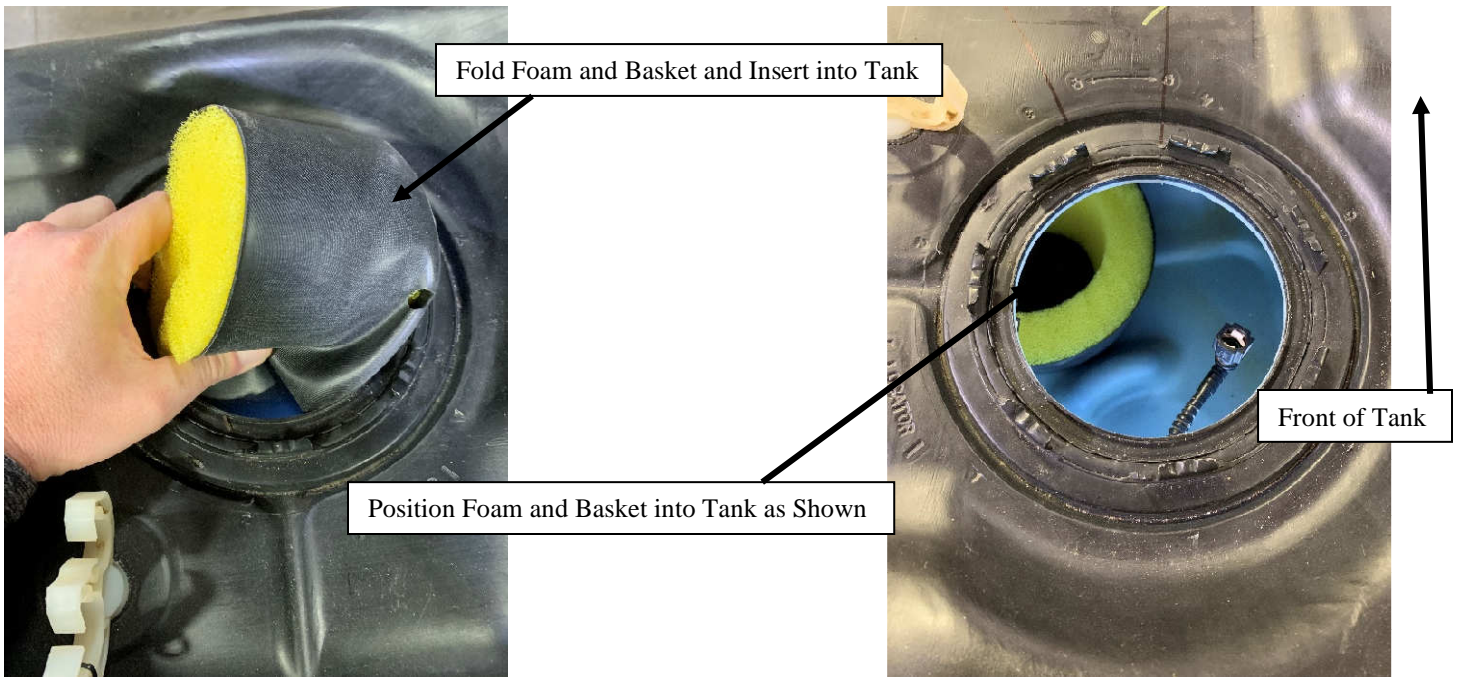 Fold Foam and Basket and Insert into Tank
Position Foam and Basket into Tank as Shown
Front of Tank